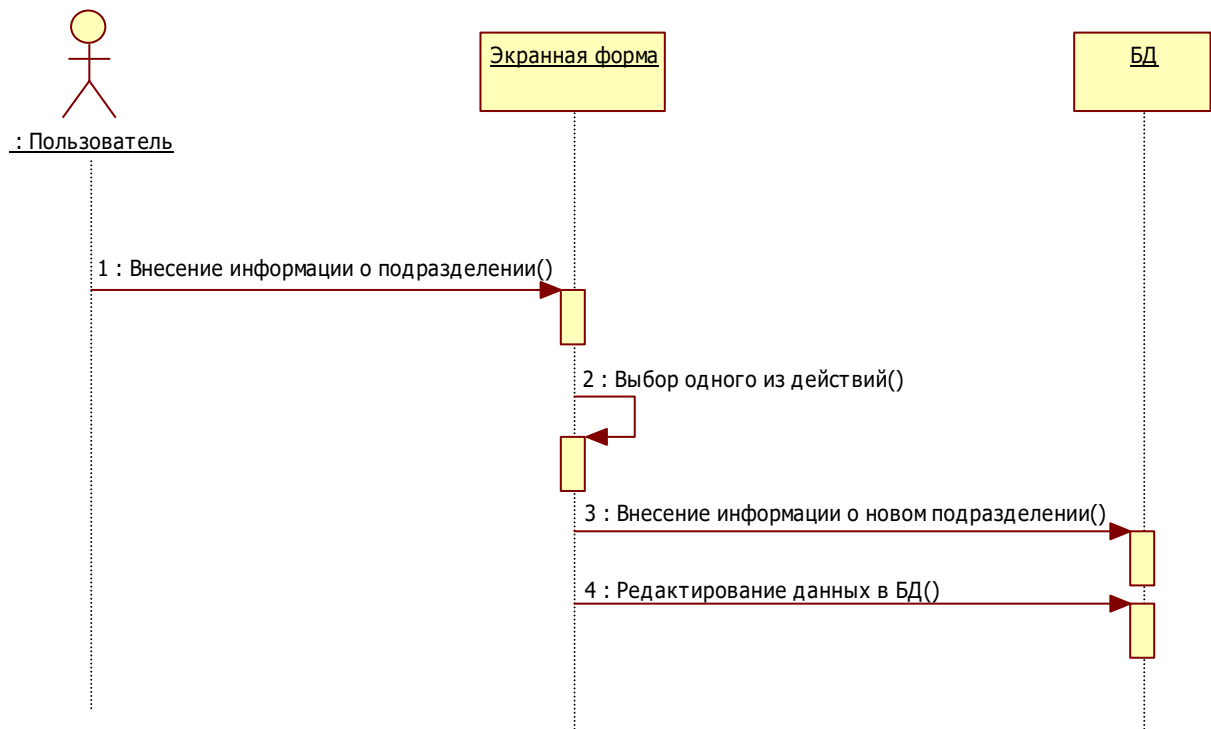 Экранная форма
БД
: Пользователь
1 : Внесение информации о подразделении()
2 : Выбор одного из действий()
3 : Внесение информации о новом подразделении()
4 : Редактирование данных в БД()